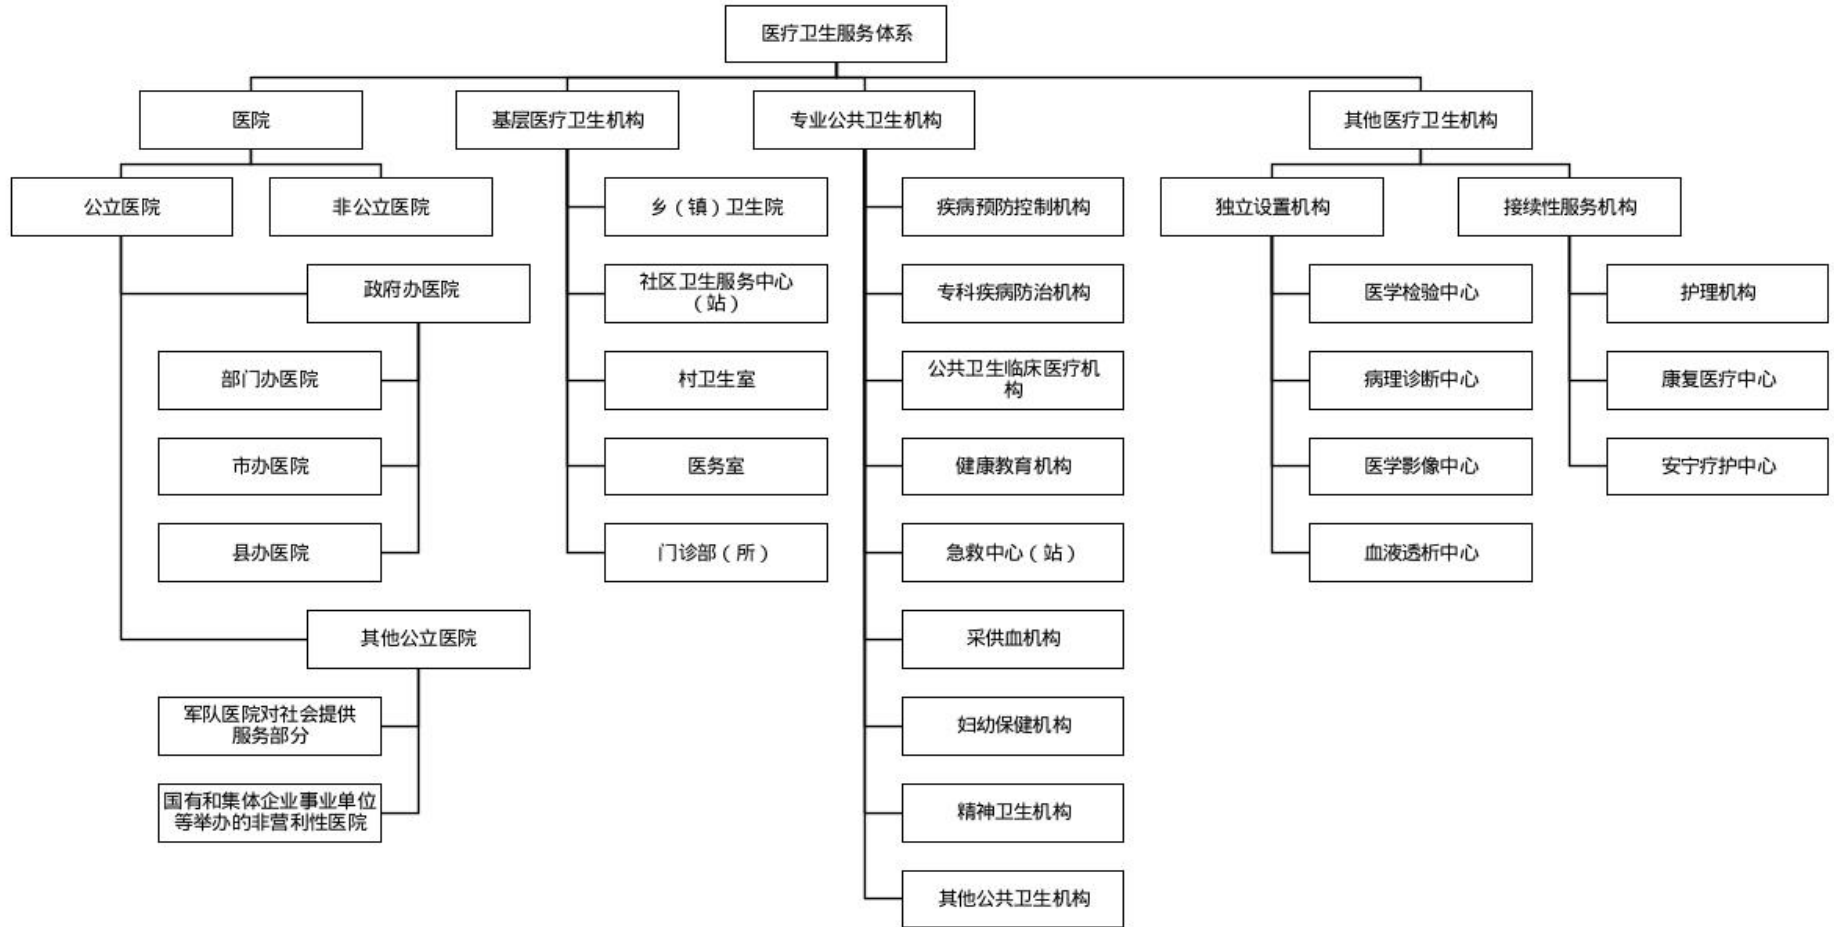 医疗卫生服务体系
医院
基层医疗卫生机构
专业公共卫生机构
其他医疗卫生机构
公立医院
非公立医院
乡（镇）卫生院
疾病预防控制机构
独立设置机构
接续性服务机构
政府办医院
社区卫生服务中心
（站）
专科疾病防治机构
医学检验中心
护理机构
部门办医院
村卫生室
公共卫生临床医疗机
构
病理诊断中心
康复医疗中心
市办医院
医务室
健康教育机构
医学影像中心
安宁疗护中心
县办医院
门诊部（所）
急救中心（站）
血液透析中心
其他公立医院
采供血机构
军队医院对社会提供
服务部分
妇幼保健机构
国有和集体企业事业单位
等举办的非营利性医院
精神卫生机构
其他公共卫生机构